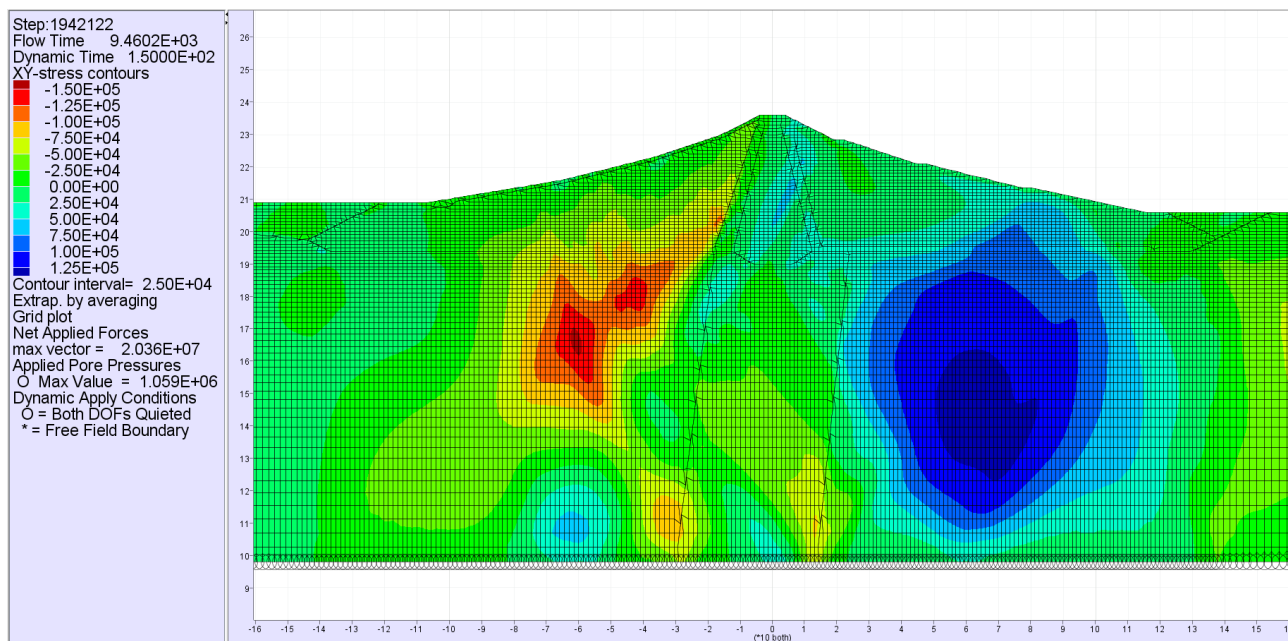 Step:1942122
Flow Time 9.4602E+03
Dynamic Time 1.5000E+02
XY-stress contours
-1.50E+05
-1.25E+05
-1.00E+05
-7.50E+04
-5.00E+04
-2.50E+04
0.00E+00
2.50E+04
5.00E+04
7.50E+04
1.00E+05
1.25E+05
Contour interval= 2.50E+04
Extrap. by averaging
Grid plot
Net Applied Forces
max vector = 2.036E+07
Applied Pore Pressures
O Max Value = 1.059E+06
Dynamic Apply Conditions
O = Both DOFs Quieted
* = Free Field Boundary
26
25
24
23
22
21
20
19
18
17
16
15
14
13
12
11
10
9
-16 -15 -14 -13 -12 -11 -10 -9 -8 -7 -6 -5 -4 -3 -2 -1 0 1 2 3 4 5 6 7 8 9 10 11 12 13 14 15
(*10 both)